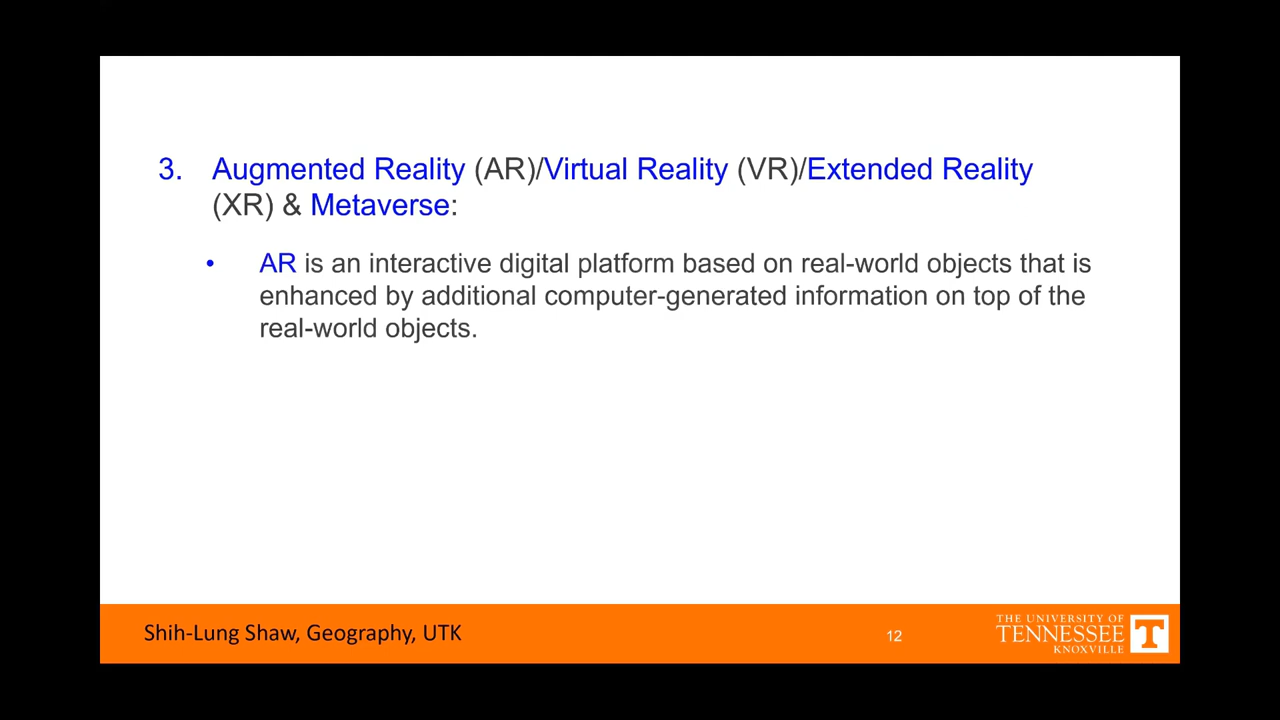 3. Augmented Reality (AR)/Virtual Reality (VR)/Extended Reality
(XR) & Metaverse:
• AR is an interactive digital platform based on real-world objects that is
enhanced by additional computer-generated information on top of the
real-world objects.
Shih-Lung Shaw, Geography, UTK
12
THE UNIVERSITY OF
TENNESSEE
KNOXVILLE
T